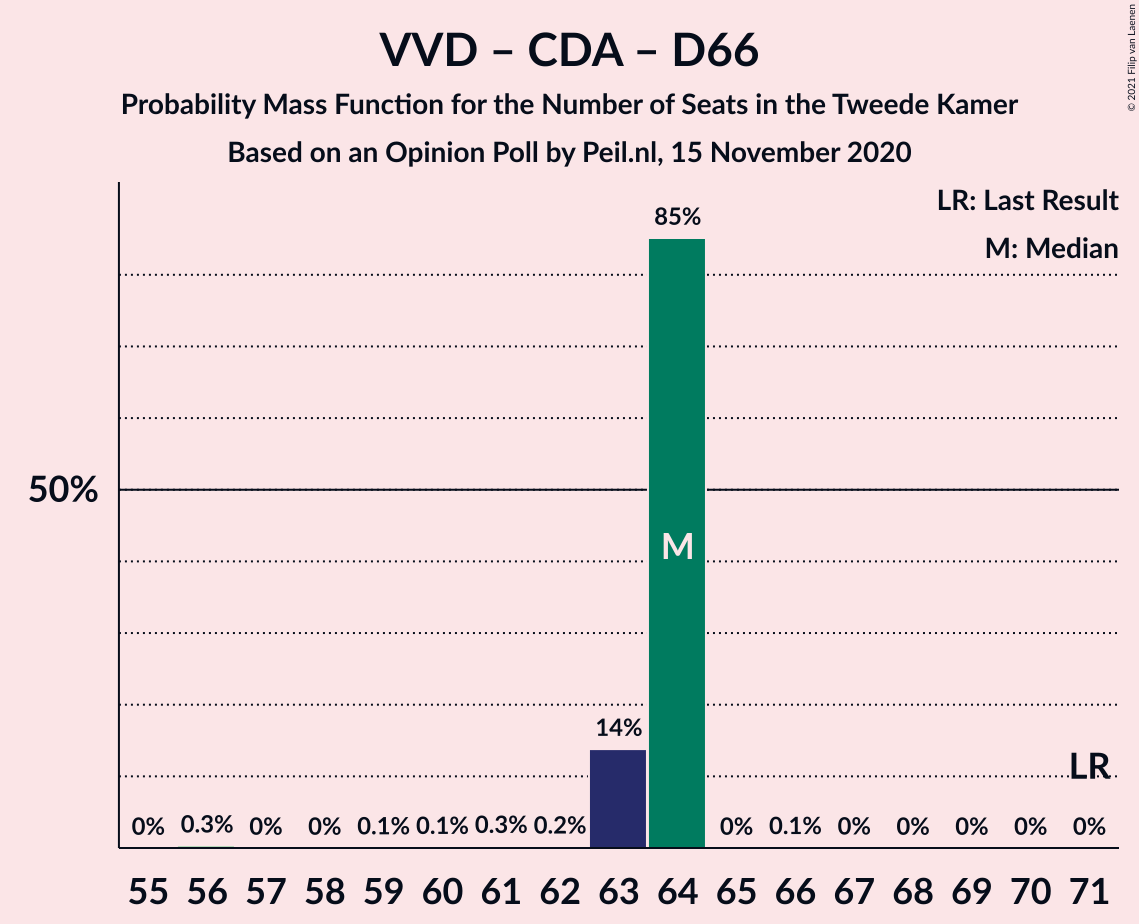 VVD – CDA – D66
Probability Mass Function for the Number of Seats in the Tweede Kamer
Based on an Opinion Poll by Peil.nl, 15 November 2020
© 2021 Filip van Laenen
LR: Last Result
M: Median
85%
50%
M
14%
LR
0% 0.3% 0% 0% 0.1% 0.1% 0.3% 0.2% 0% 0.1% 0% 0% 0% 0% 0%
55 56 57 58 59 60 61 62 63 64 65 66 67 68 69 70 71